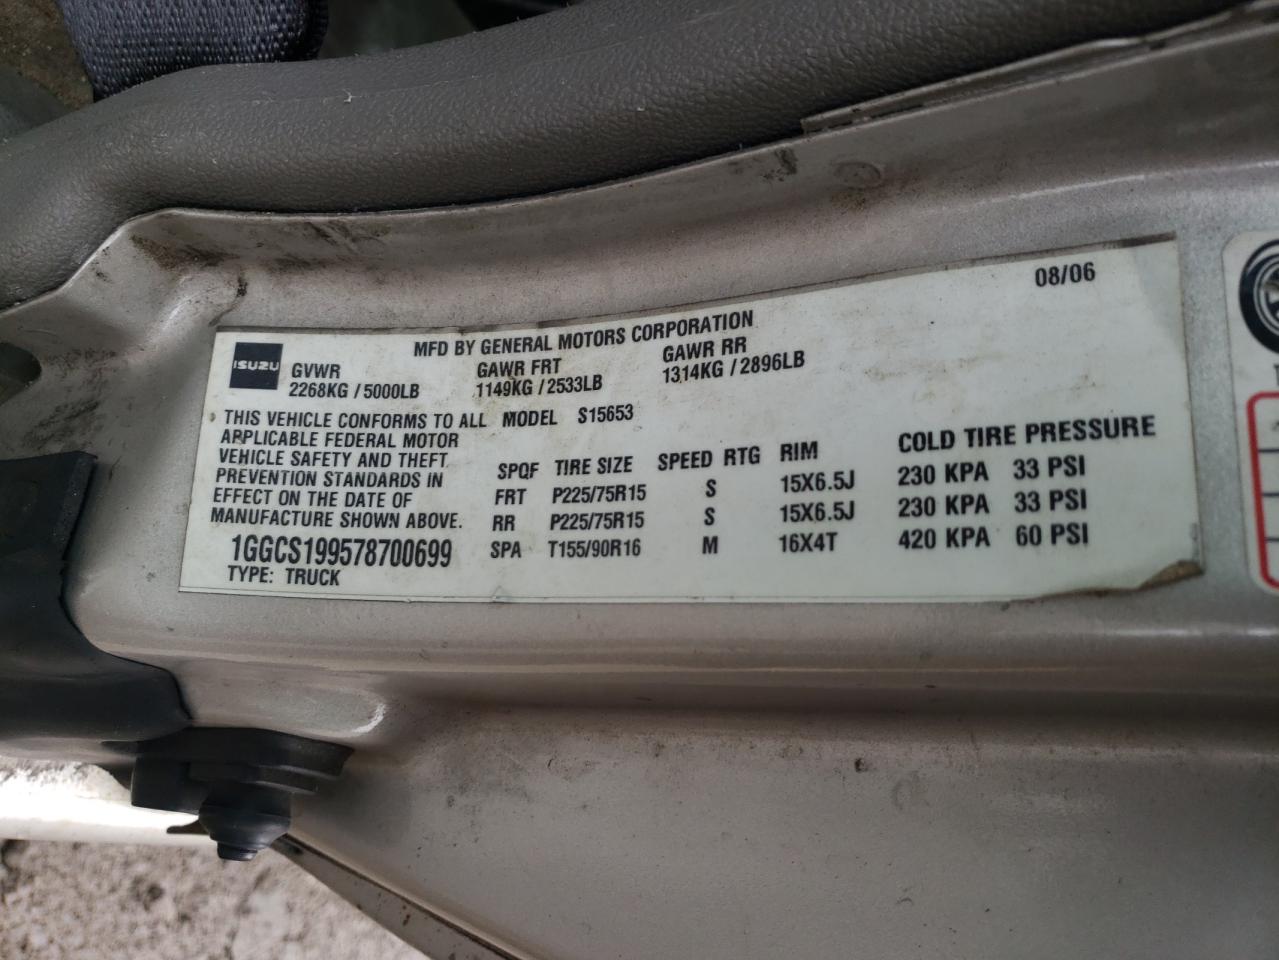 08/06
MFD BY GENERAL MOTORS CORPORATION
ISUZU
GVWR GAWR FRT GAWR RR
2268KG / 5000LB 1149KG / 2533LB 1314KG / 2896LB
THIS VEHICLE CONFORMS TO ALL MODEL S15653
APPLICABLE FEDERAL MOTOR
VEHICLE SAFETY AND THEFT
PREVENTION STANDARDS IN
EFFECT ON THE DATE OF
MANUFACTURE SHOWN ABOVE.
SPQF TIRE SIZE SPEED RTG RIM COLD TIRE PRESSURE
FRT P225/75R15 S 15X6.5J 230 KPA 33 PSI
RR P225/75R15 S 15X6.5J 230 KPA 33 PSI
SPA T155/90R16 M 16X4T 420 KPA 60 PSI
1GGCS199578700699
TYPE: TRUCK